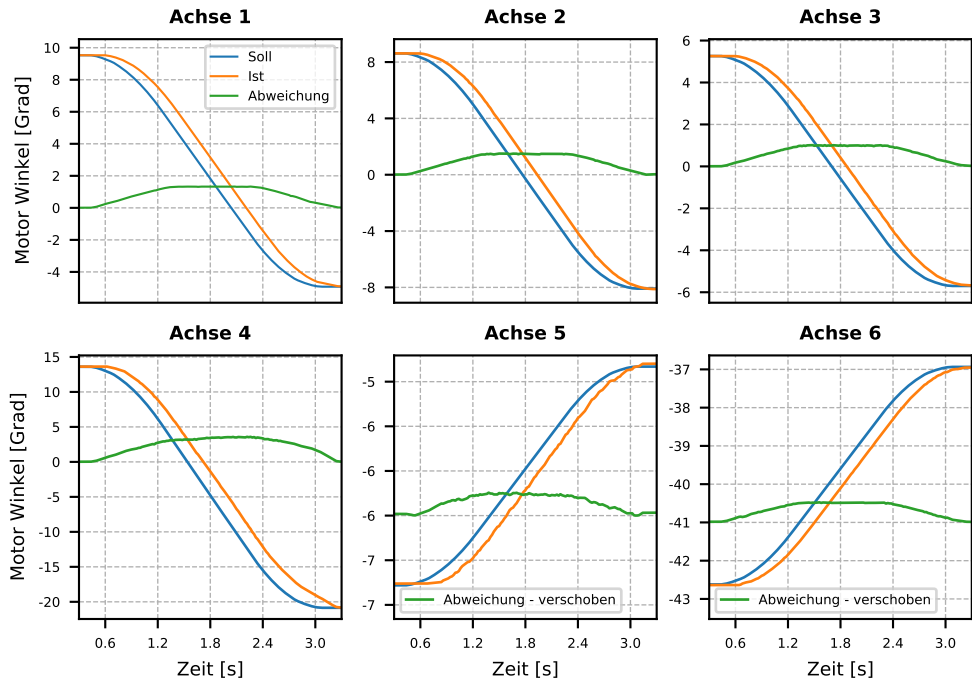 Achse 1
Achse 2
Achse 3
Motor Winkel [Grad]
10
8
6
4
2
0
-4
Soll
Ist
Abweichung
8
4
0
-4
-8
6
4
2
0
-2
-4
-6
Achse 4
Achse 5
Achse 6
Motor Winkel [Grad]
15
10
5
0
-5
-10
-15
-20
-5
-6
-6
-6
-7
-7
Abweichung - verschoben
-37
-38
-39
-40
-41
-42
-43
Abweichung - verschoben
0.6 1.2 1.8 2.4 3.0
0.6 1.2 1.8 2.4 3.0
0.6 1.2 1.8 2.4 3.0
Zeit [s]
Zeit [s]
Zeit [s]